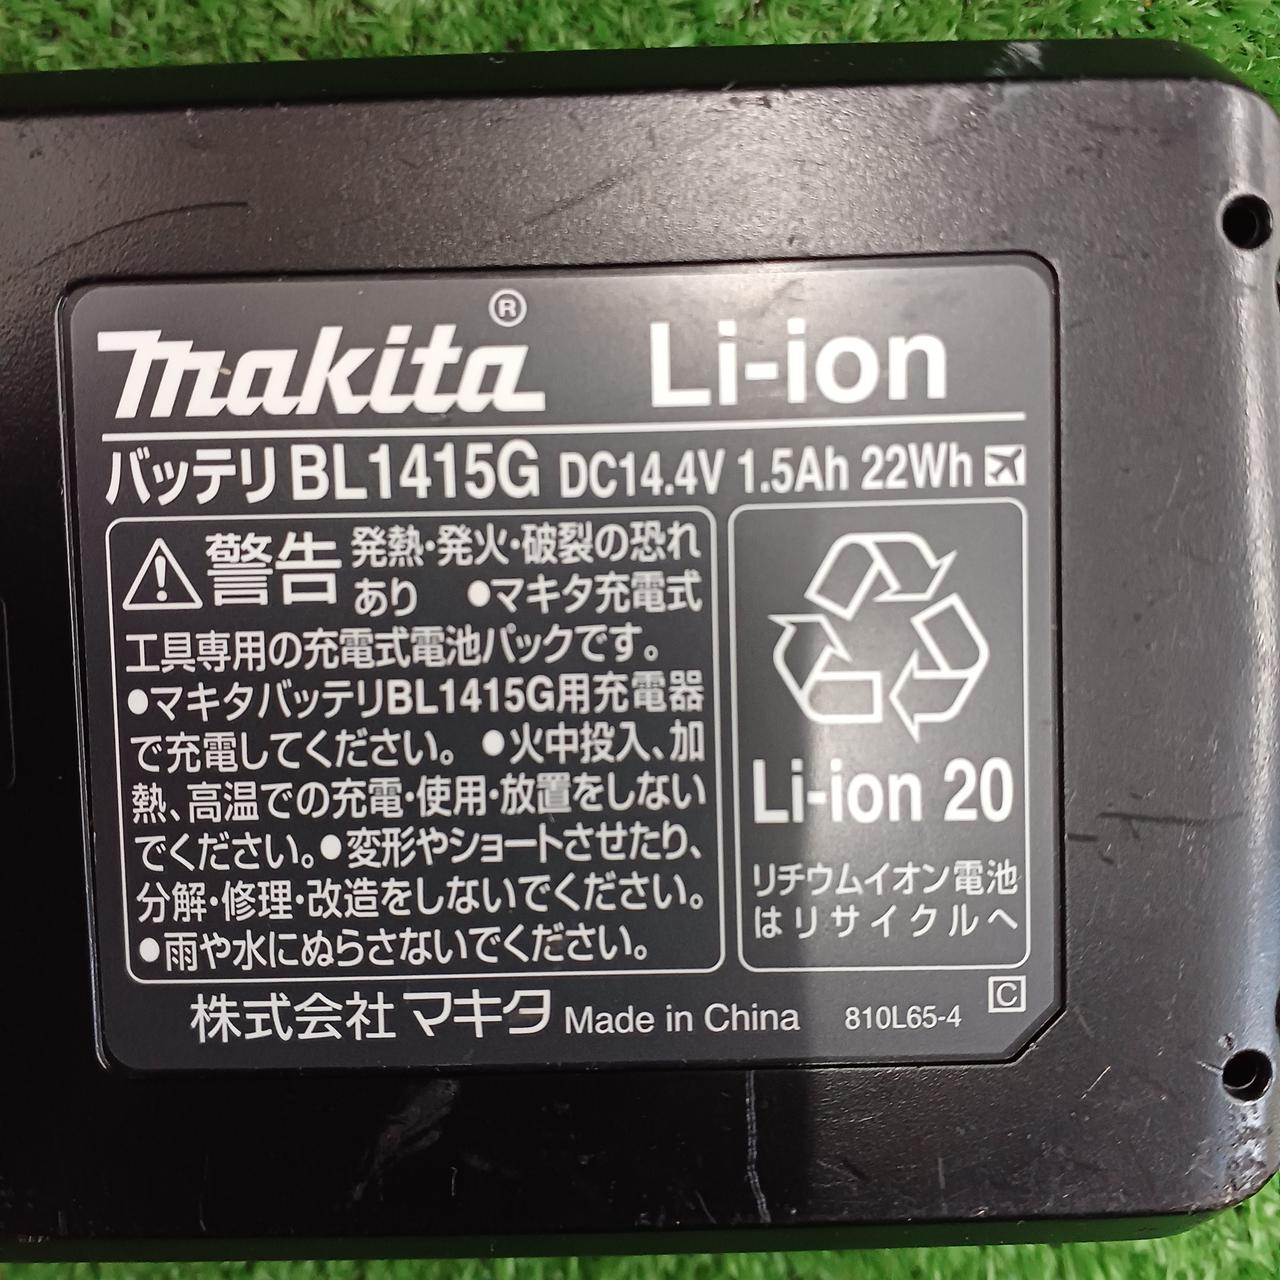 makita® Li-ion
バッテリ BL1415G DC14.4V 1.5Ah 22Wh
警告 発熱・発火・破裂の恐れ
あり ●マキタ充電式
工具専用の充電式電池パックです。
●マキタバッテリBL1415G用充電器
で充電してください。 ●火中投入、加
熱、高温での充電・使用・放置をしない
でください。●変形やショートさせたり、
分解・修理・改造をしないでください。
●雨や水にぬらさないでください。
Li-ion 20
リチウムイオン電池
はリサイクルへ
株式会社マキタ Made in China 810L65-4 C